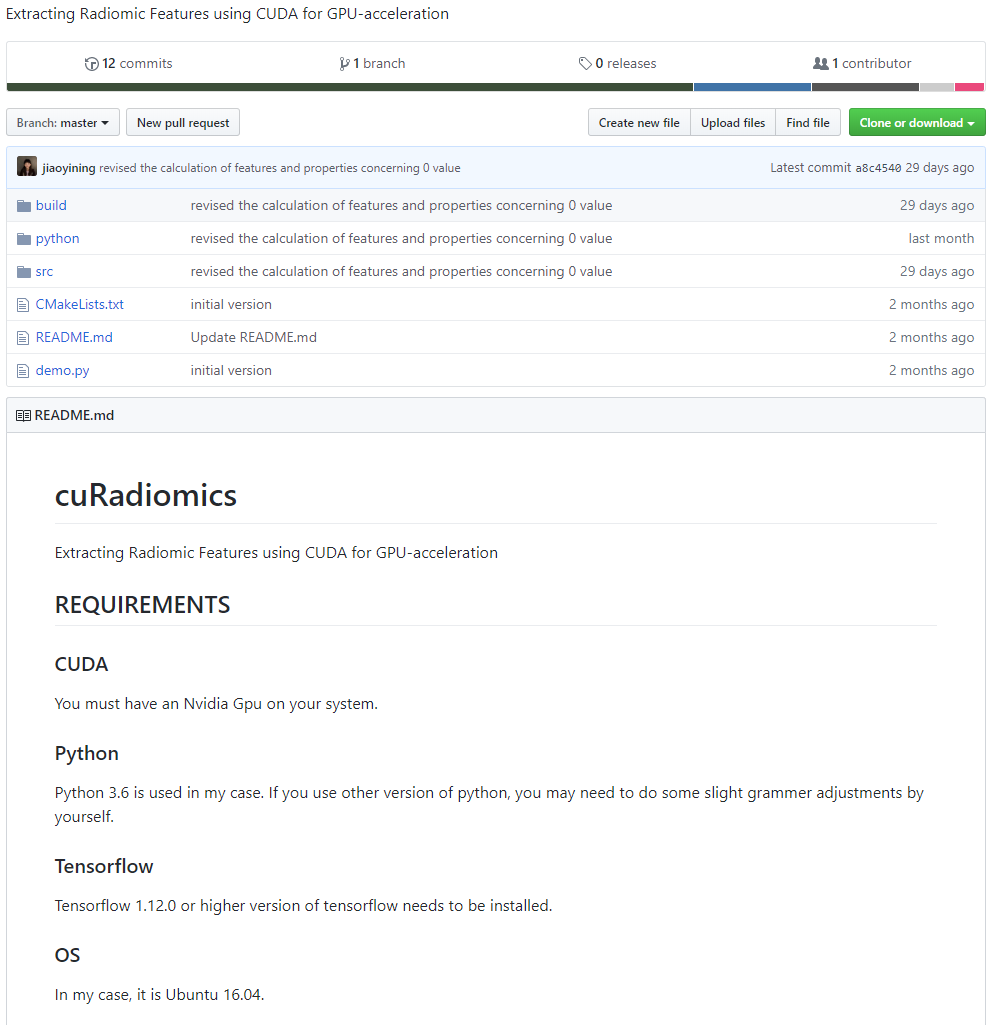 Extracting Radiomic Features using CUDA for GPU-acceleration
12 commits 1 branch 0 releases 1 contributor
Branch: master New pull request Create new file Upload files Find file Clone or download
jiaoyining revised the calculation of features and properties concerning 0 value Latest commit a8c4540 29 days ago
build revised the calculation of features and properties concerning 0 value 29 days ago
python revised the calculation of features and properties concerning 0 value last month
src revised the calculation of features and properties concerning 0 value 29 days ago
CMakeLists.txt initial version 2 months ago
README.md Update README.md 2 months ago
demo.py initial version 2 months ago
README.md
cuRadiomics
Extracting Radiomic Features using CUDA for GPU-acceleration
REQUIREMENTS
CUDA
You must have an Nvidia Gpu on your system.
Python
Python 3.6 is used in my case. If you use other version of python, you may need to do some slight grammer adjustments by
yourself.
Tensorflow
Tensorflow 1.12.0 or higher version of tensorflow needs to be installed.
OS
In my case, it is Ubuntu 16.04.